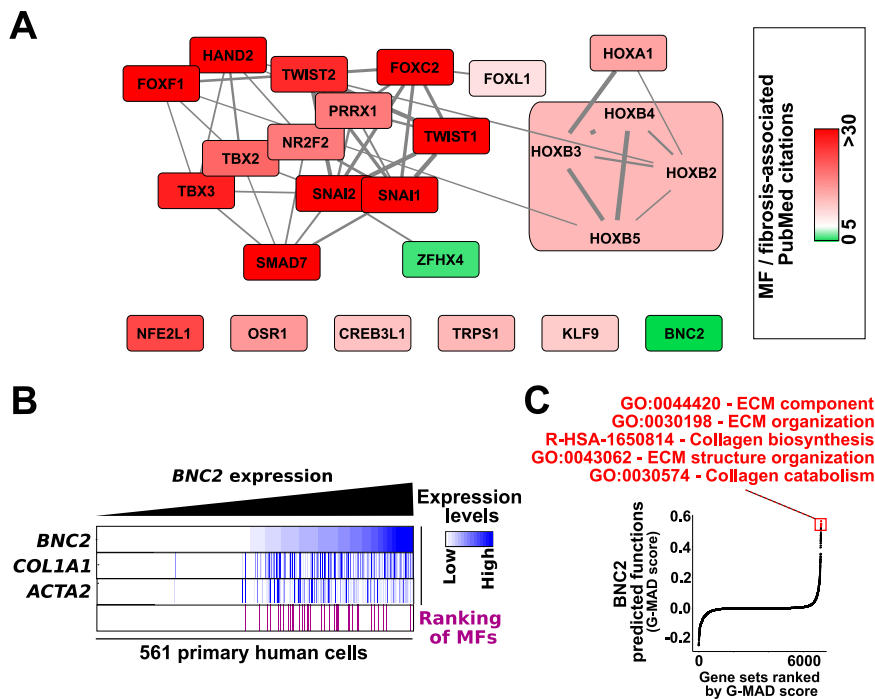 A
HAND2
FOXF1
TWIST2
FOXC2
FOXL1
HOXA1
PRRX1
HOXB4
NR2F2
TWIST1
HOXB3
TBX2
HOXB2
TBX3
SNAI2
SNAI1
HOXB5
SMAD7
ZFHX4
NFE2L1
OSR1
CREB3L1
TRPS1
KLF9
BNC2
MF / fibrosis-associated
PubMed citations
>30
5
0
B
BNC2 expression
Expression
levels
Low
High
BNC2
COL1A1
ACTA2
Ranking
of MFs
561 primary human cells
C
GO:0044420 - ECM component
GO:0030198 - ECM organization
R-HSA-1650814 - Collagen biosynthesis
GO:0043062 - ECM structure organization
GO:0030574 - Collagen catabolism
BNC2
predicted functions
(G-MAD score)
0.6
0.4
0.2
0.0
-0.2
0
6000
Gene sets ranked
by G-MAD score